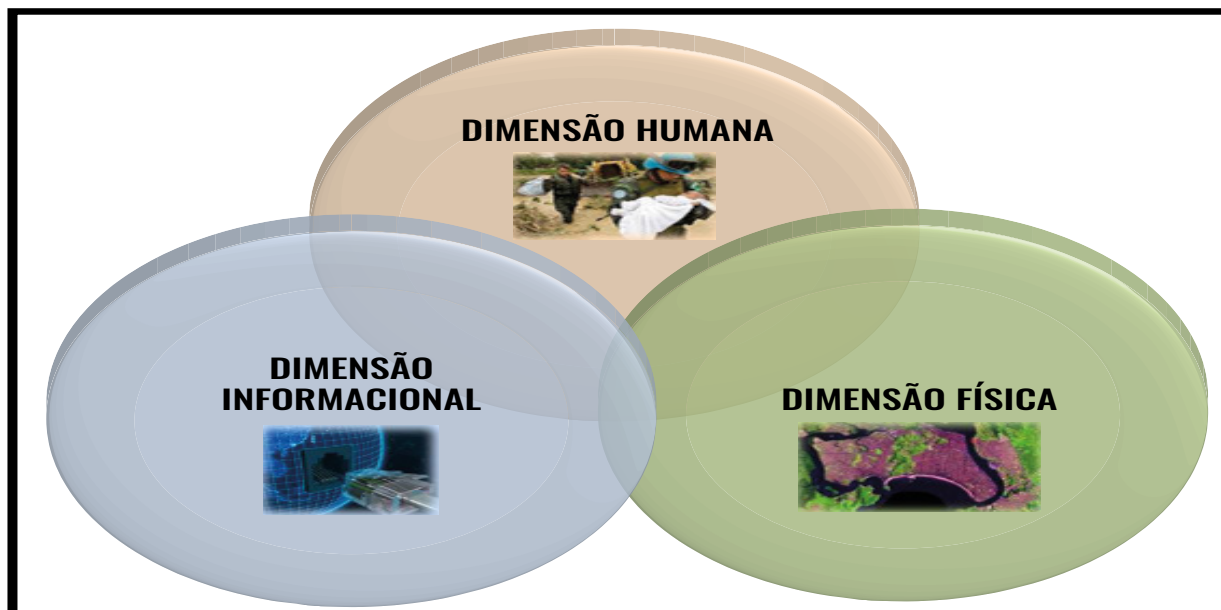 DIMENSÃO HUMANA
DIMENSÃO
INFORMACIONAL
DIMENSÃO FÍSICA